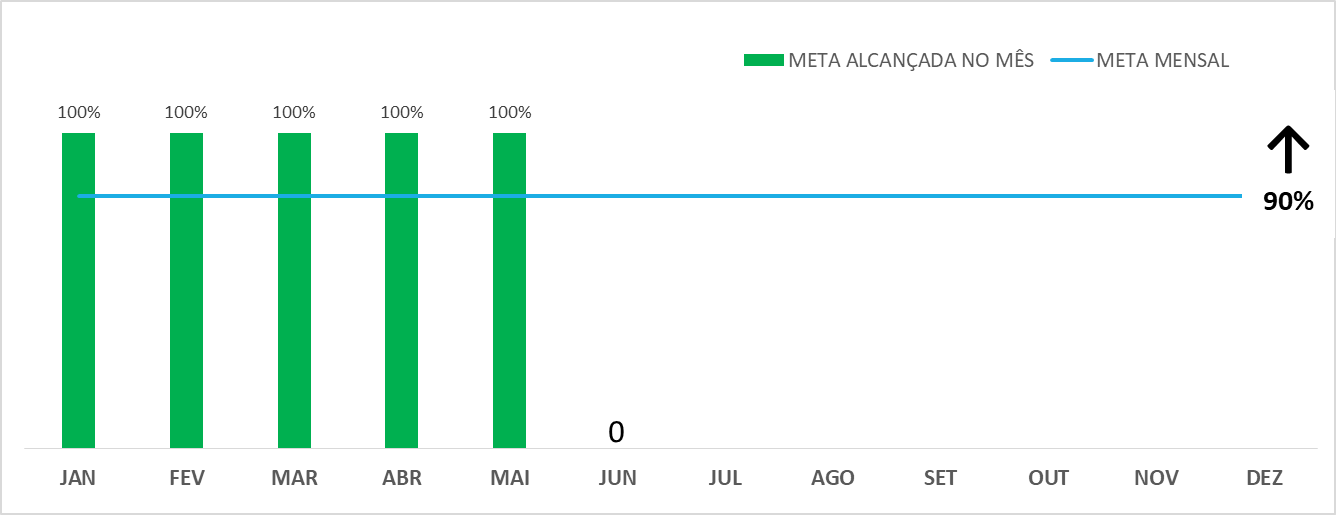 META ALCANÇADA NO MÊS META MENSAL
100% 100% 100% 100% 100%
90%
0
JAN FEV MAR ABR MAI JUN JUL AGO SET OUT NOV DEZ